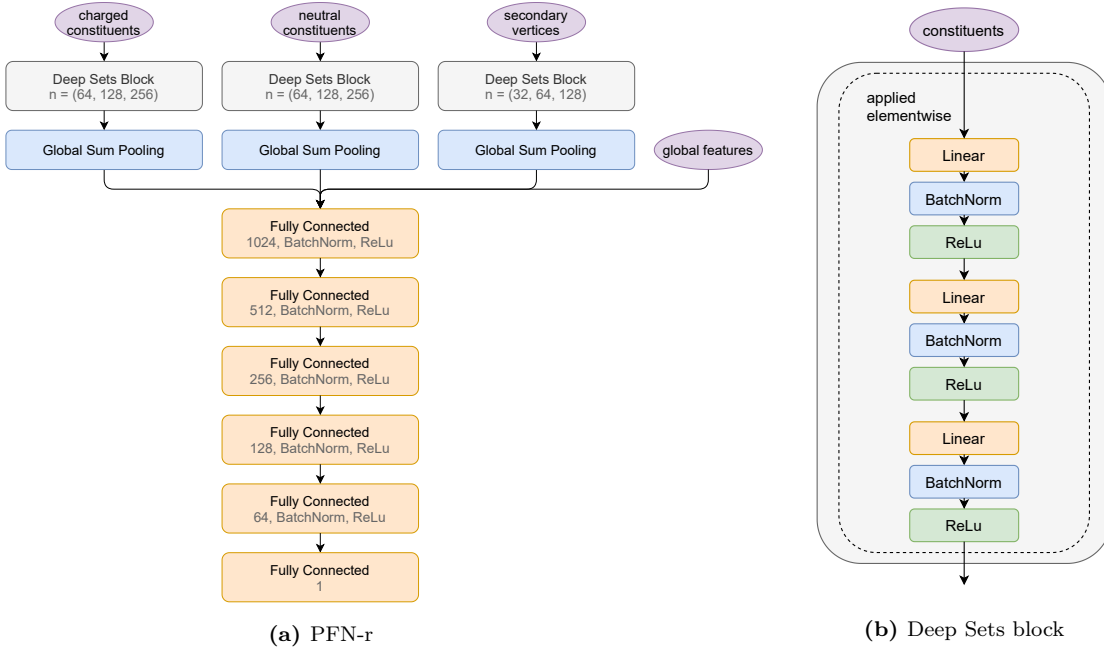 charged
constituents
neutral
constituents
secondary
vertices
Deep Sets Block
n = (64, 128, 256)
Deep Sets Block
n = (64, 128, 256)
Deep Sets Block
n = (32, 64, 128)
Global Sum Pooling
Global Sum Pooling
Global Sum Pooling
global features
Fully Connected
1024, BatchNorm, ReLu
Fully Connected
512, BatchNorm, ReLu
Fully Connected
256, BatchNorm, ReLu
Fully Connected
128, BatchNorm, ReLu
Fully Connected
64, BatchNorm, ReLu
Fully Connected
1
(a) PFN-r
constituents
applied
elementwise
Linear
BatchNorm
ReLu
Linear
BatchNorm
ReLu
Linear
BatchNorm
ReLu
(b) Deep Sets block